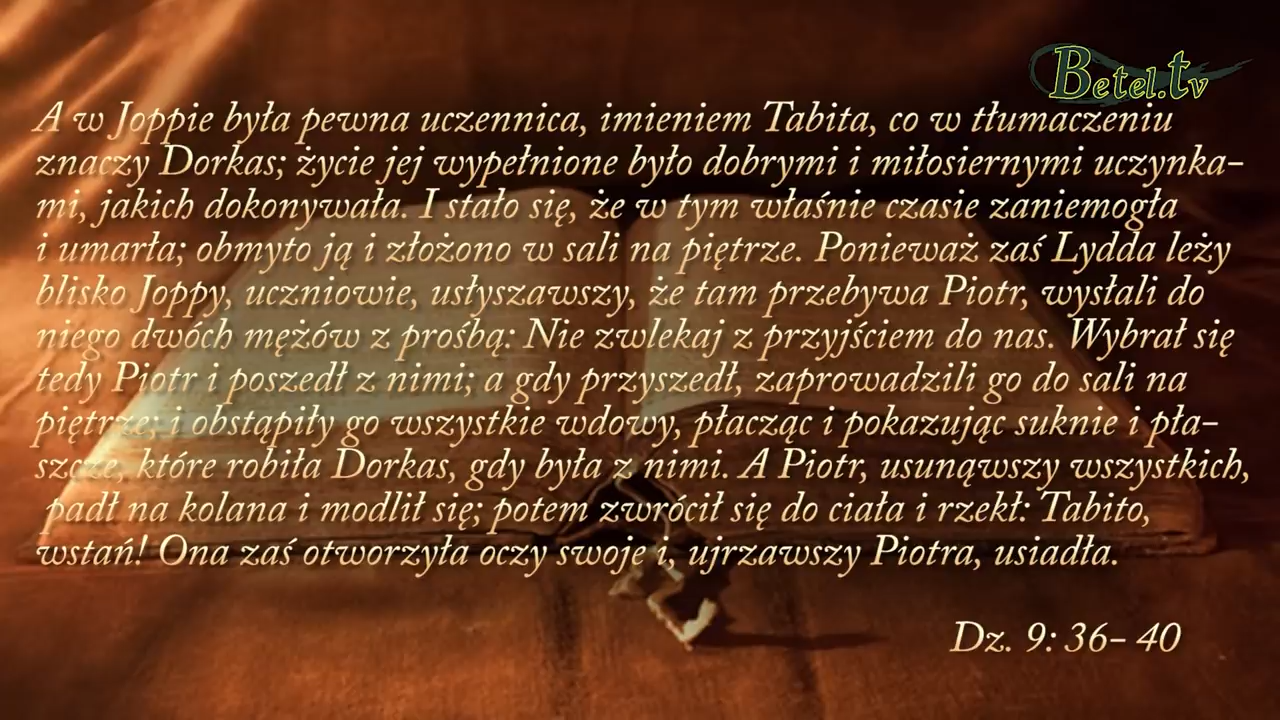 Betel.tv
A w Joppie była pewna uczennica, imieniem Tabita, co w tłumaczeniu
znaczy Dorkas; życie jej wypełnione było dobrymi i miłosiernymi uczynka-
mi, jakich dokonywała. I stało się, że w tym właśnie czasie zaniemogła
i umarła; obmyto ją i złożono w sali na piętrze. Ponieważ zaś Lydda leży
blisko Joppy, uczniowie, usłyszawszy, że tam przebywa Piotr, wysłali do
niego dwóch mężów z prośbą: Nie zwlekaj z przyjściem do nas. Wybrał się
tedy Piotr i poszedł z nimi; a gdy przyszedł, zaprowadzili go do sali na
piętrze; i obstąpiły go wszystkie wdowy, płacząc i pokazując suknie i pła-
szcze, które robiła Dorkas, gdy była z nimi. A Piotr, usunąwszy wszystkich,
padł na kolana i modlił się; potem zwrócił się do ciała i rzekł: Tabito,
wstań! Ona zaś otworzyła oczy swoje i, ujrzawszy Piotra, usiadła.
Dz. 9: 36- 40